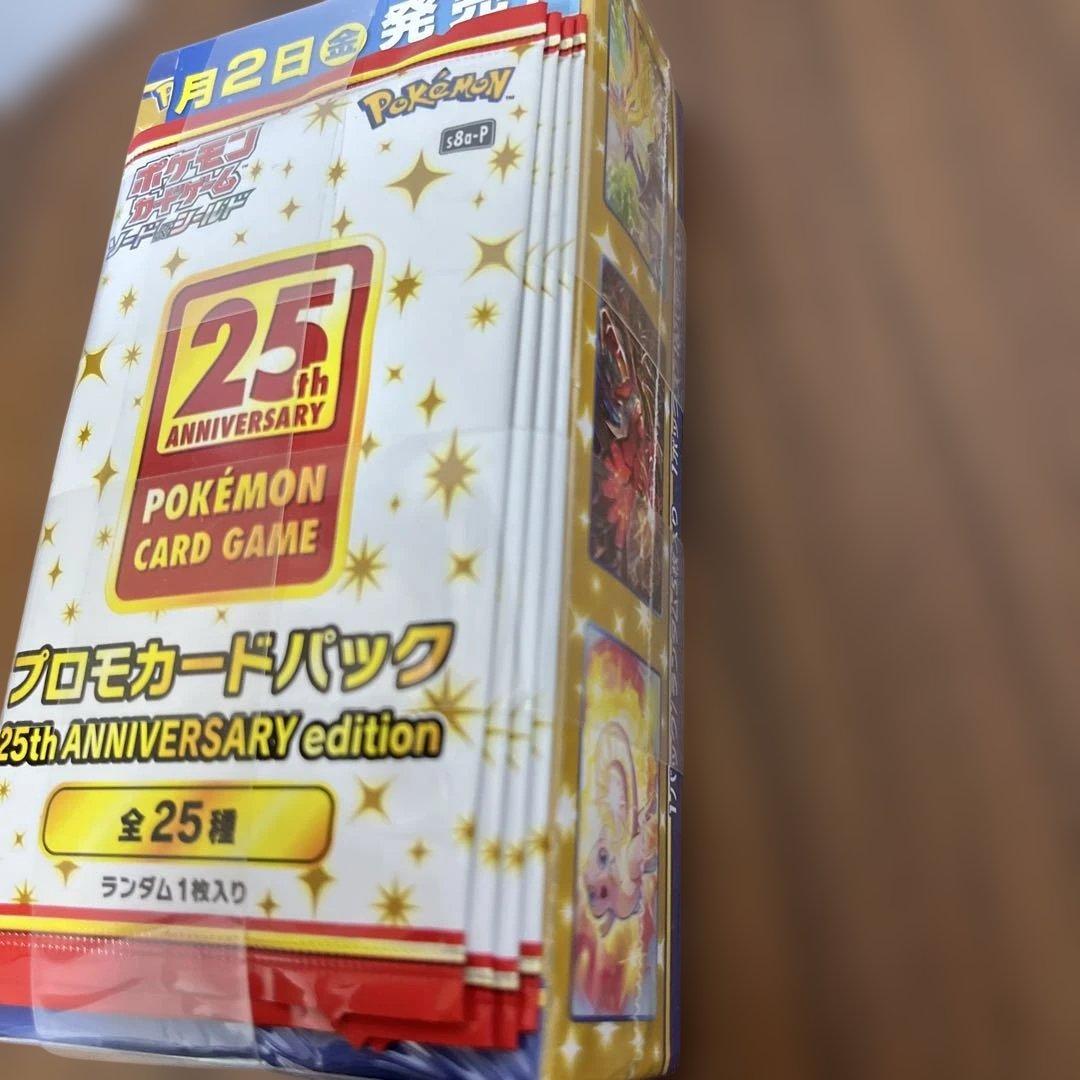 月2日金発売
Pokémon
s8a-P
ポケモン
カードゲーム
ソード&シールド
25th
ANNIVERSARY
POKÉMON
CARD GAME
プロモカードパック
25th ANNIVERSARY edition
全25種
ランダム1枚入り